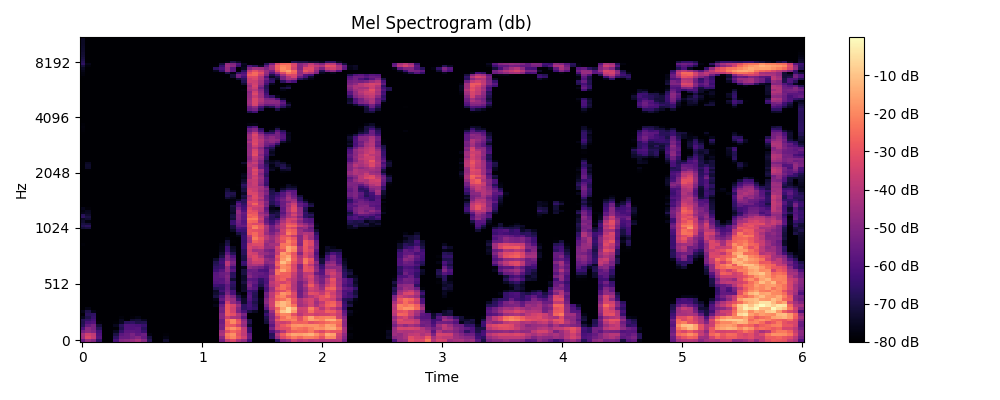 Mel Spectrogram (db)
Hz
8192
4096
2048
1024
512
0
0 1 2 3 4 5 6
Time
-10 dB
-20 dB
-30 dB
-40 dB
-50 dB
-60 dB
-70 dB
-80 dB